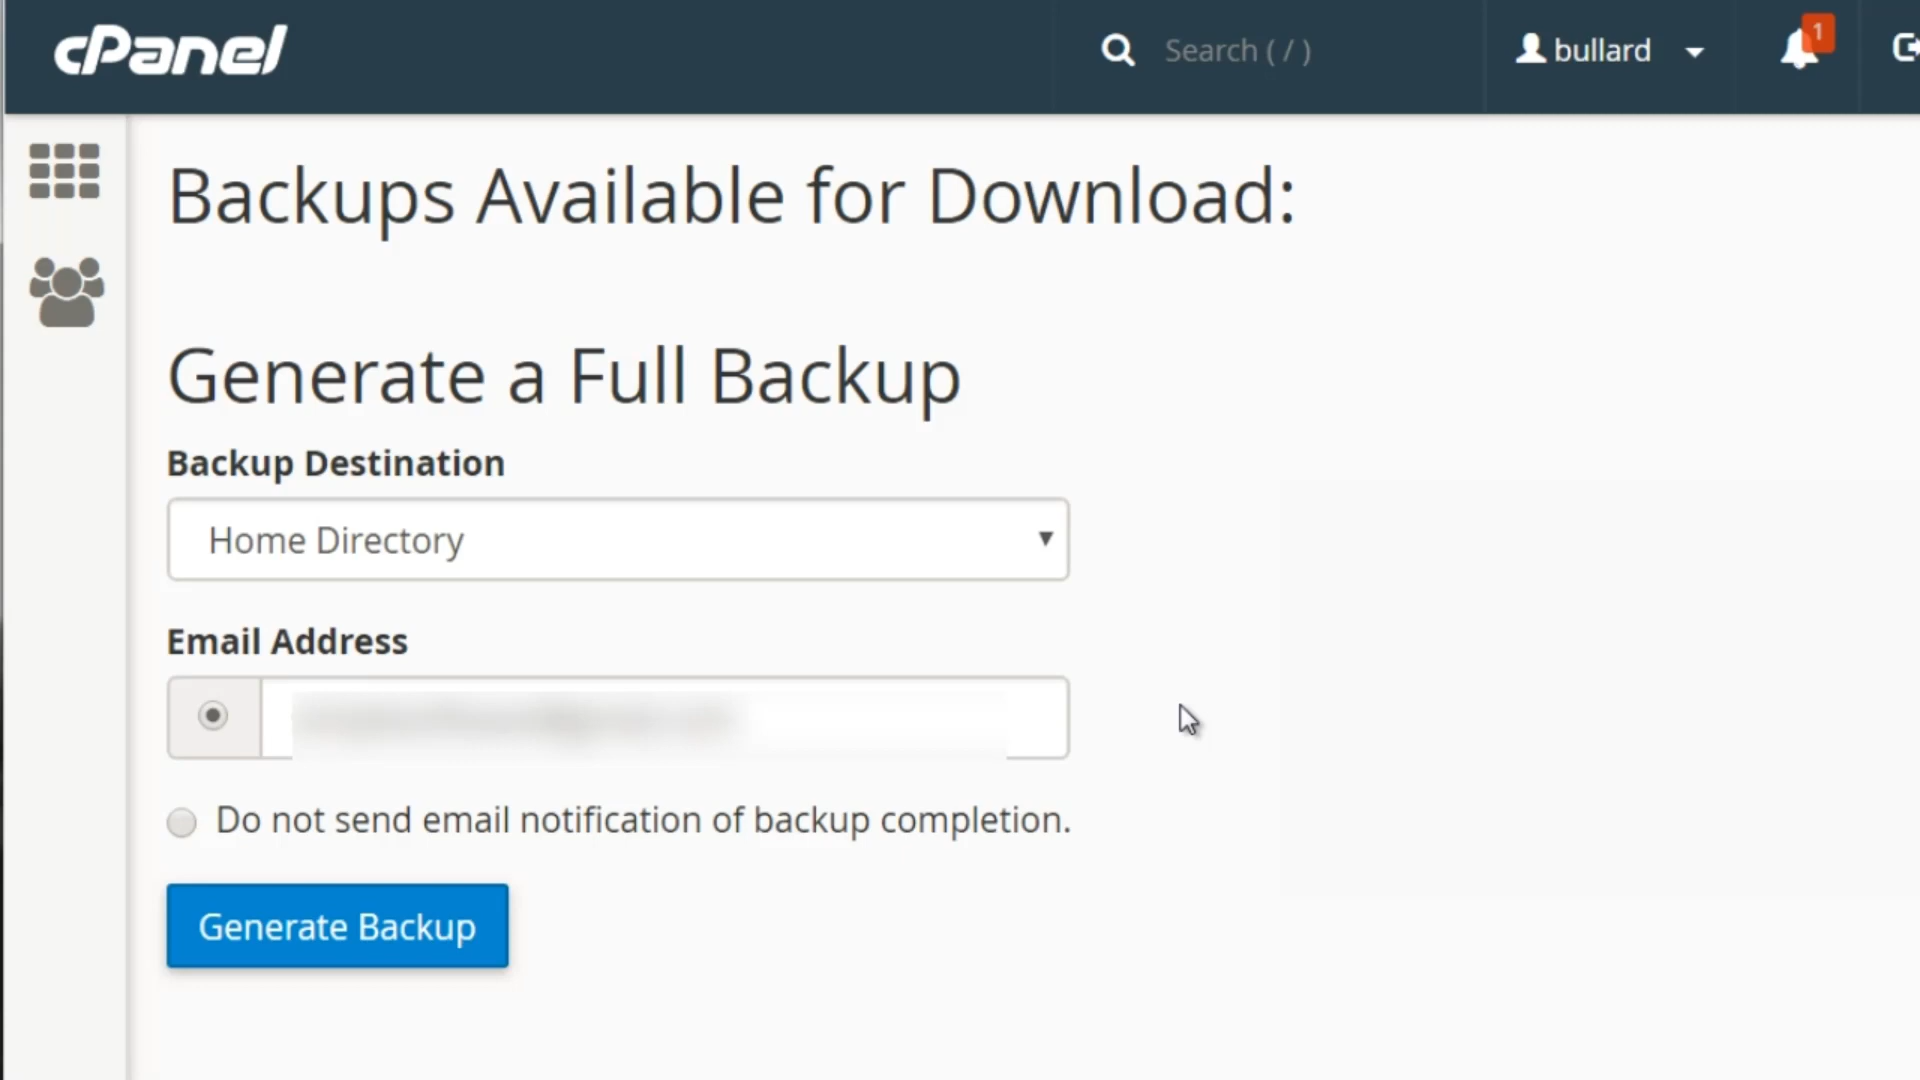 cPanel
Search ( / )
bullard
1
Backups Available for Download:
Generate a Full Backup
Backup Destination
Home Directory
Email Address
Do not send email notification of backup completion.
Generate Backup